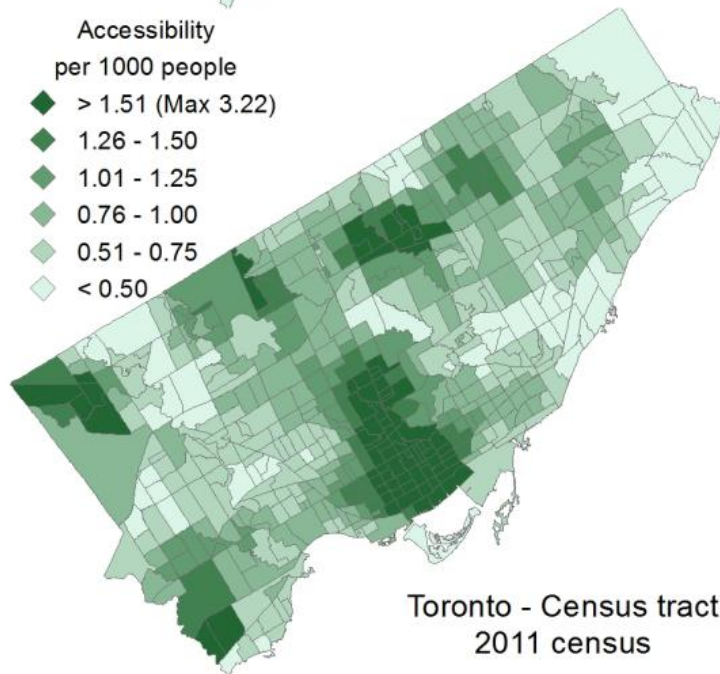 Accessibility
per 1000 people
> 1.51 (Max 3.22)
1.26 - 1.50
1.01 - 1.25
0.76 - 1.00
0.51 - 0.75
< 0.50
Toronto - Census tract
2011 census